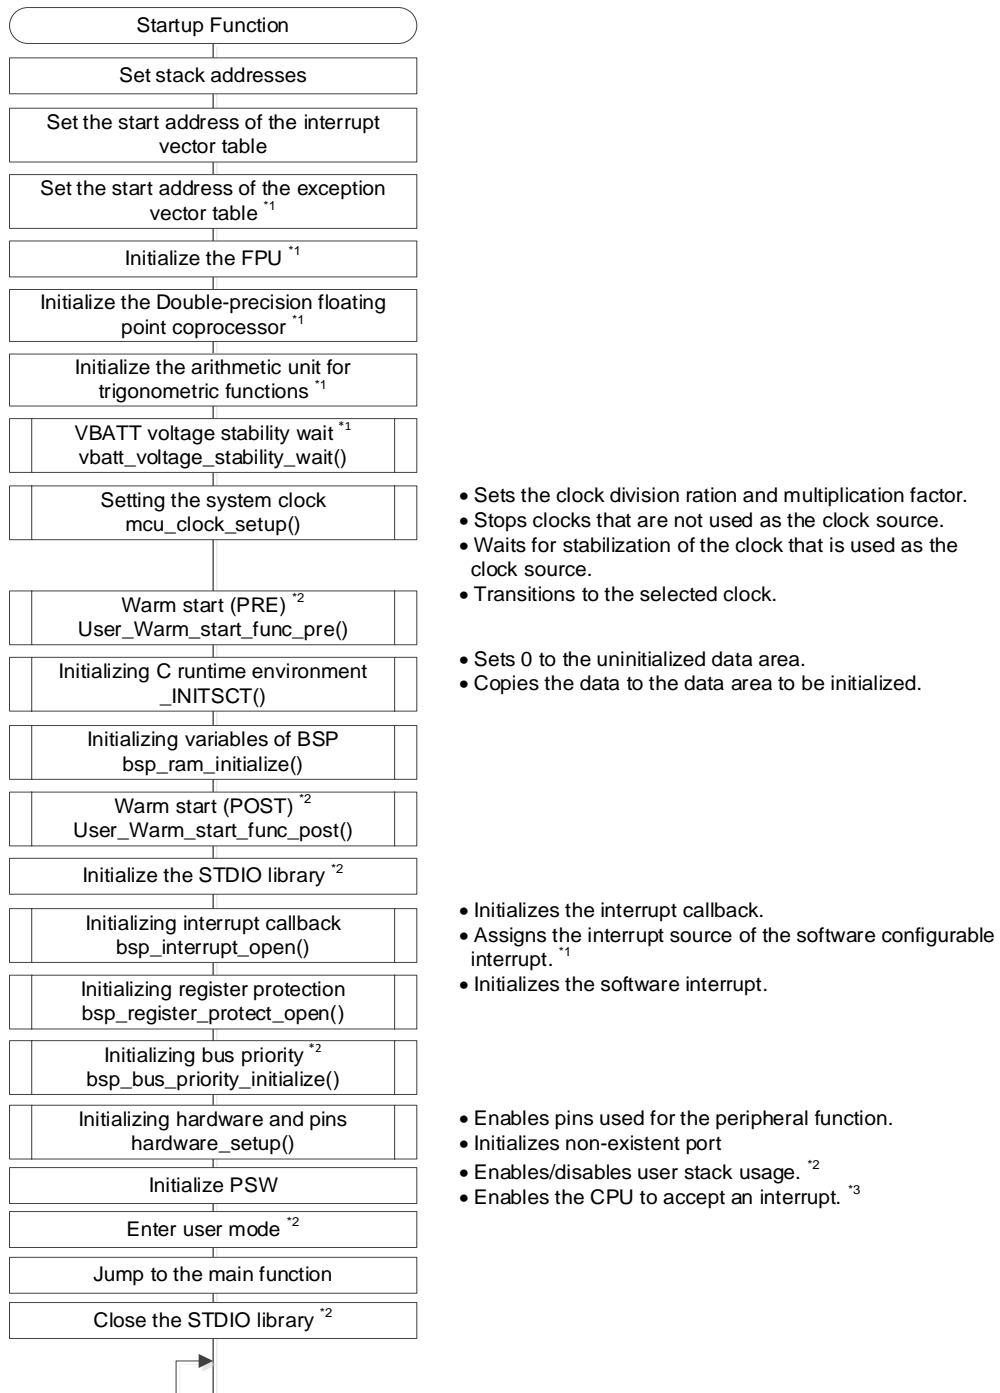 Startup Function
Set stack addresses
Set the start address of the interrupt
vector table
Set the start address of the exception
vector table *1
Initialize the FPU *1
Initialize the Double-precision floating
point coprocessor *1
Initialize the arithmetic unit for
trigonometric functions *1
VBATT voltage stability wait *1
vbatt_voltage_stability_wait()
Setting the system clock
mcu_clock_setup()
• Sets the clock division ration and multiplication factor.
• Stops clocks that are not used as the clock source.
• Waits for stabilization of the clock that is used as the
clock source.
• Transitions to the selected clock.
Warm start (PRE) *2
User_Warm_start_func_pre()
Initializing C runtime environment
_INITSCT()
• Sets 0 to the uninitialized data area.
• Copies the data to the data area to be initialized.
Initializing variables of BSP
bsp_ram_initialize()
Warm start (POST) *2
User_Warm_start_func_post()
Initialize the STDIO library *2
Initializing interrupt callback
bsp_interrupt_open()
• Initializes the interrupt callback.
• Assigns the interrupt source of the software configurable
interrupt. *1
• Initializes the software interrupt.
Initializing register protection
bsp_register_protect_open()
Initializing bus priority *2
bsp_bus_priority_initialize()
Initializing hardware and pins
hardware_setup()
• Enables pins used for the peripheral function.
• Initializes non-existent port
Initialize PSW
• Enables/disables user stack usage. *2
• Enables the CPU to accept an interrupt. *3
Enter user mode *2
Jump to the main function
Close the STDIO library *2